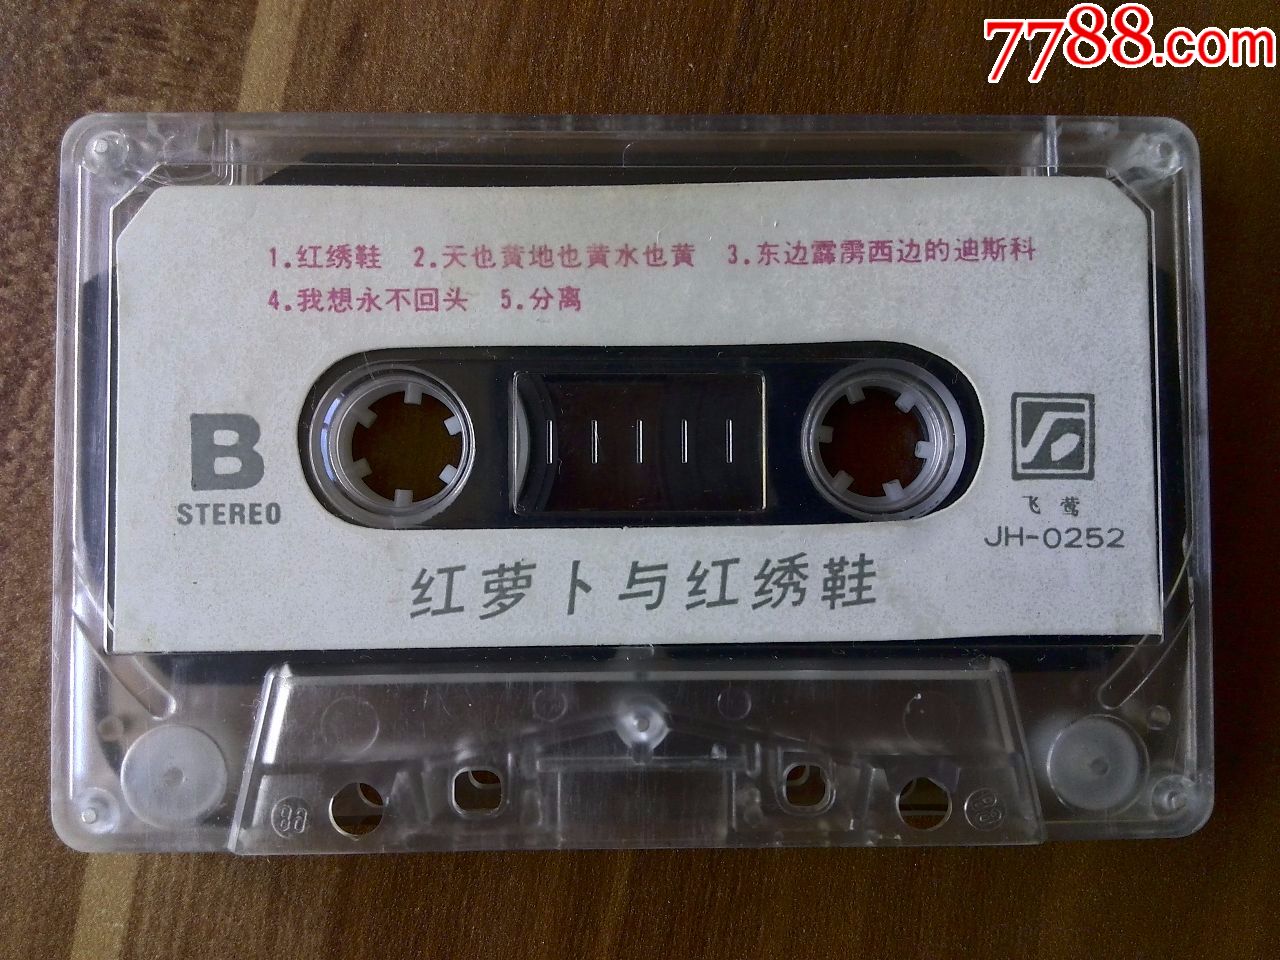 7788.com
1.红绣鞋 2.天也黄地也黄水也黄 3.东边霹雳西边的迪斯科
4.我想永不回头 5.分离
B
STEREO
飞莺
JH-0252
红萝卜与红绣鞋